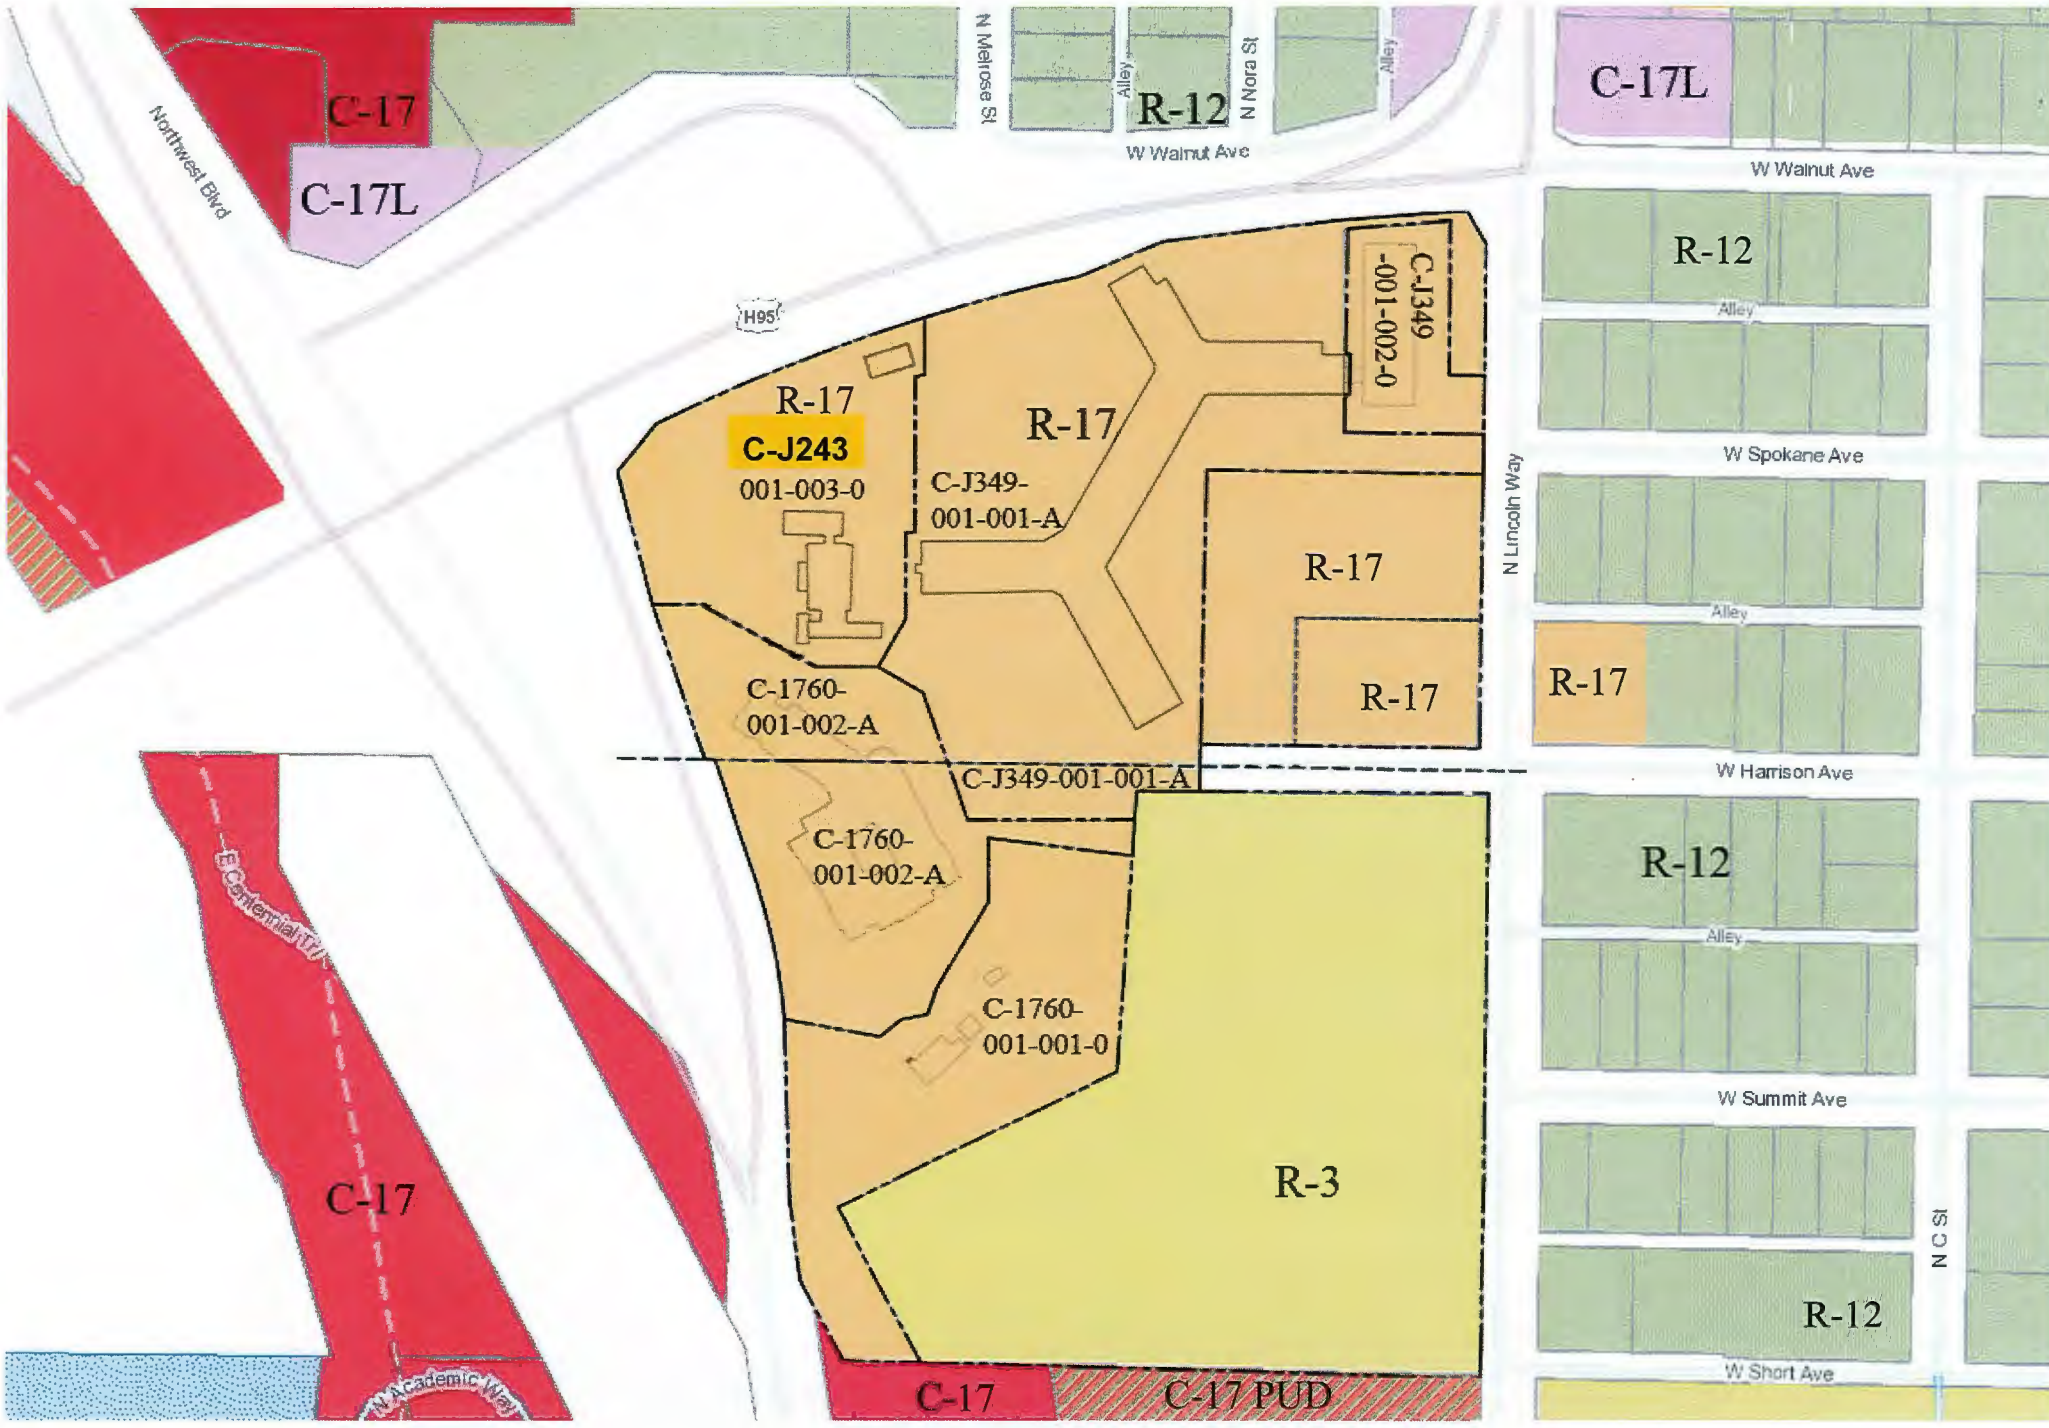 N Melrose St
Alley
R-12
N Nora St
Alley
C-17
C-17L
Northwest Blvd
W Walnut Ave
C-17L
W Walnut Ave
H95
R-12
Alley
C-J349
-001-002-0
R-17
C-J243
001-003-0
R-17
C-J349-
001-001-A
W Spokane Ave
N Lincoln Way
R-17
Alley
R-17
R-17
C-1760-
001-002-A
C-J349-001-001-A
W Harrison Ave
C-1760-
001-002-A
R-12
E Centennial Trl
Alley
C-1760-
001-001-0
W Summit Ave
C-17
R-3
N C St
R-12
W Short Ave
N Academic Way
C-17
C-17 PUD